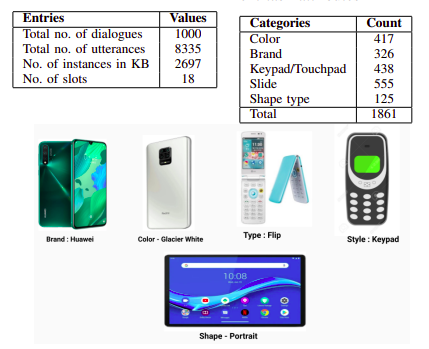 Entries Values
Total no. of dialogues 1000
Total no. of utterances 8335
No. of instances in KB 2697
No. of slots 18
Categories Count
Color 417
Brand 326
Keypad/Touchpad 438
Slide 555
Shape type 125
Total 1861
Brand : Huawei
Color - Glacier White
Type : Flip
Style : Keypad
10:08
Shape - Portrait